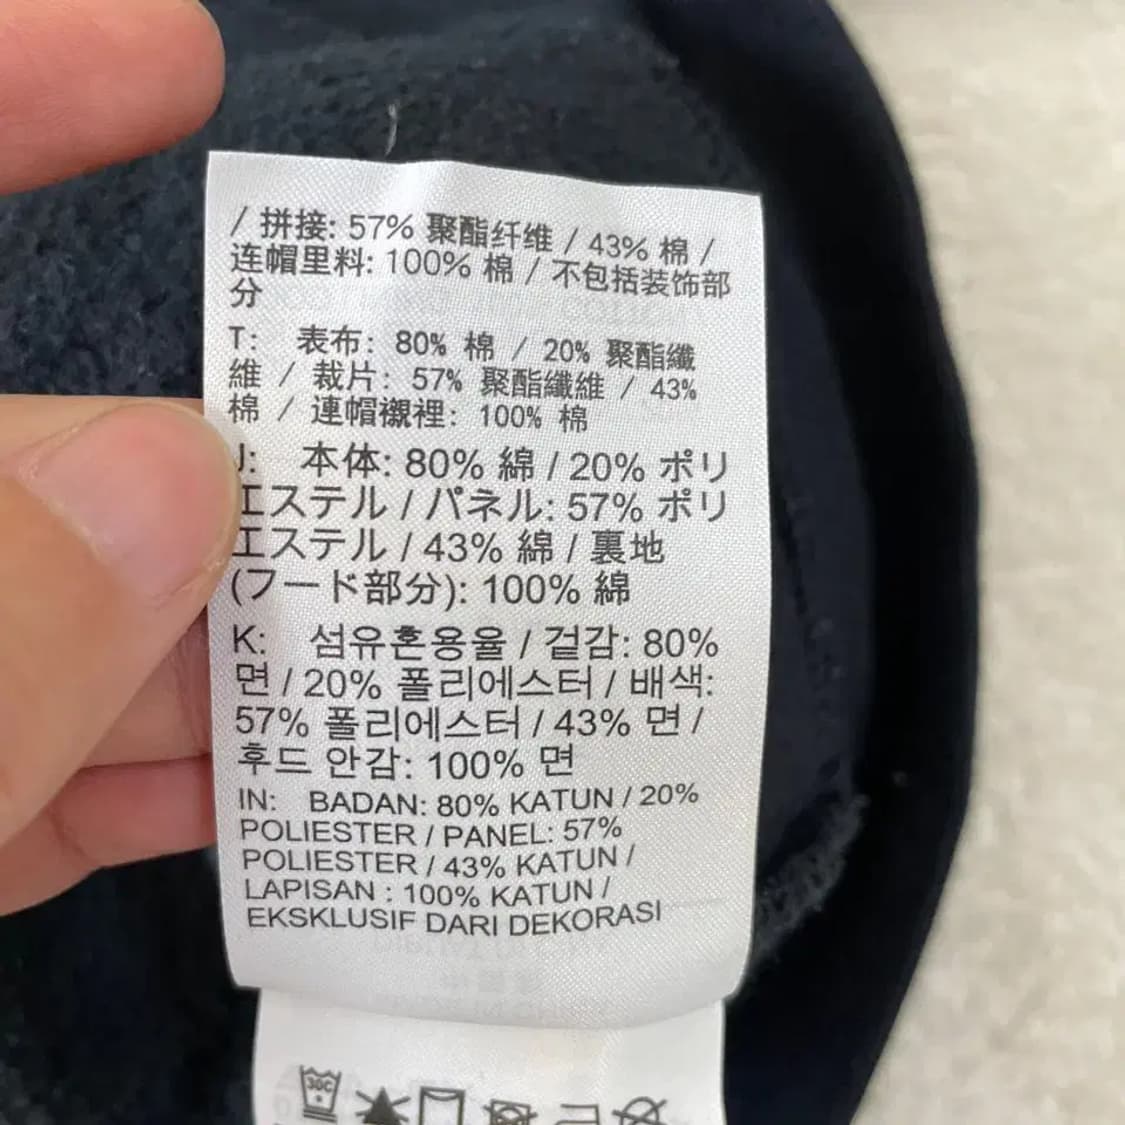 / 拼接: 57% 聚酯纤维 / 43% 棉 /
连帽里料: 100% 棉 / 不包括装饰部
分
T: 表布: 80% 棉 / 20% 聚酯纖
維 / 裁片: 57% 聚酯纖維 / 43%
棉 / 連帽襯裡: 100% 棉
J: 本体: 80% 綿 / 20% ポリ
エステル / パネル: 57% ポリ
エステル / 43% 綿 / 裏地
(フード部分): 100% 綿
K: 섬유혼용율 / 겉감: 80%
면 / 20% 폴리에스터 / 배색:
57% 폴리에스터 / 43% 면 /
후드 안감: 100% 면
IN: BADAN: 80% KATUN / 20%
POLIESTER / PANEL: 57%
POLIESTER / 43% KATUN /
LAPISAN : 100% KATUN /
EKSKLUSIF DARI DEKORASI
30C